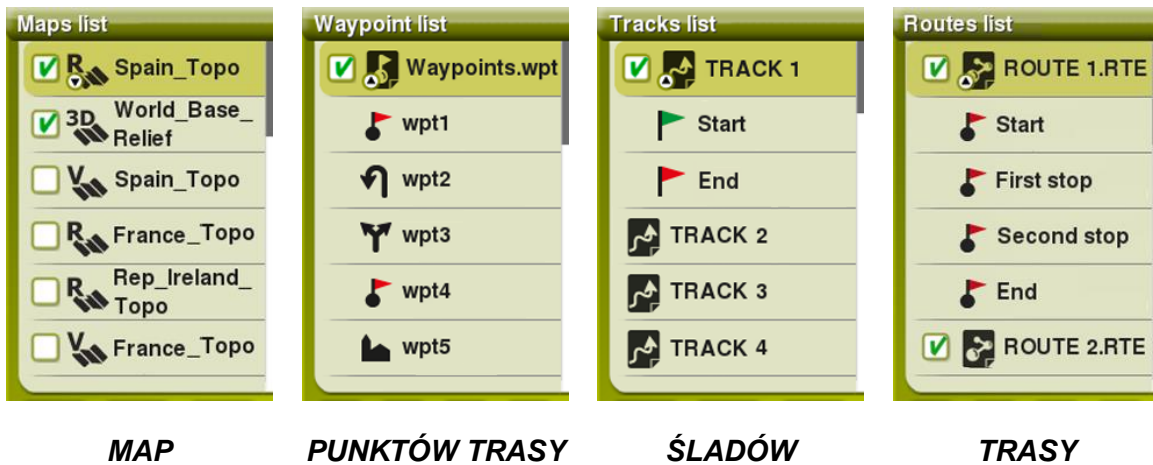 Maps list
R Spain_Topo
3D World_Base_
Relief
V Spain_Topo
R France_Topo
R Rep_Ireland_
Topo
V France_Topo
MAP
Waypoint list
Waypoints.wpt
wpt1
wpt2
wpt3
wpt4
wpt5
PUNKTÓW TRASY
Tracks list
TRACK 1
Start
End
TRACK 2
TRACK 3
TRACK 4
ŚLADÓW
Routes list
ROUTE 1.RTE
Start
First stop
Second stop
End
ROUTE 2.RTE
TRASY